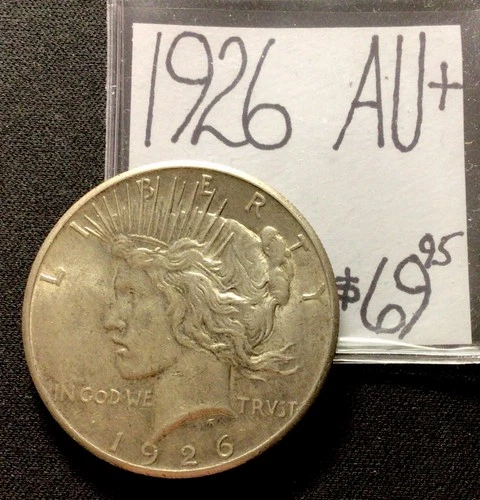 1926 AU+
$69.95
LIBERTY
IN GOD WE TRVST
1926